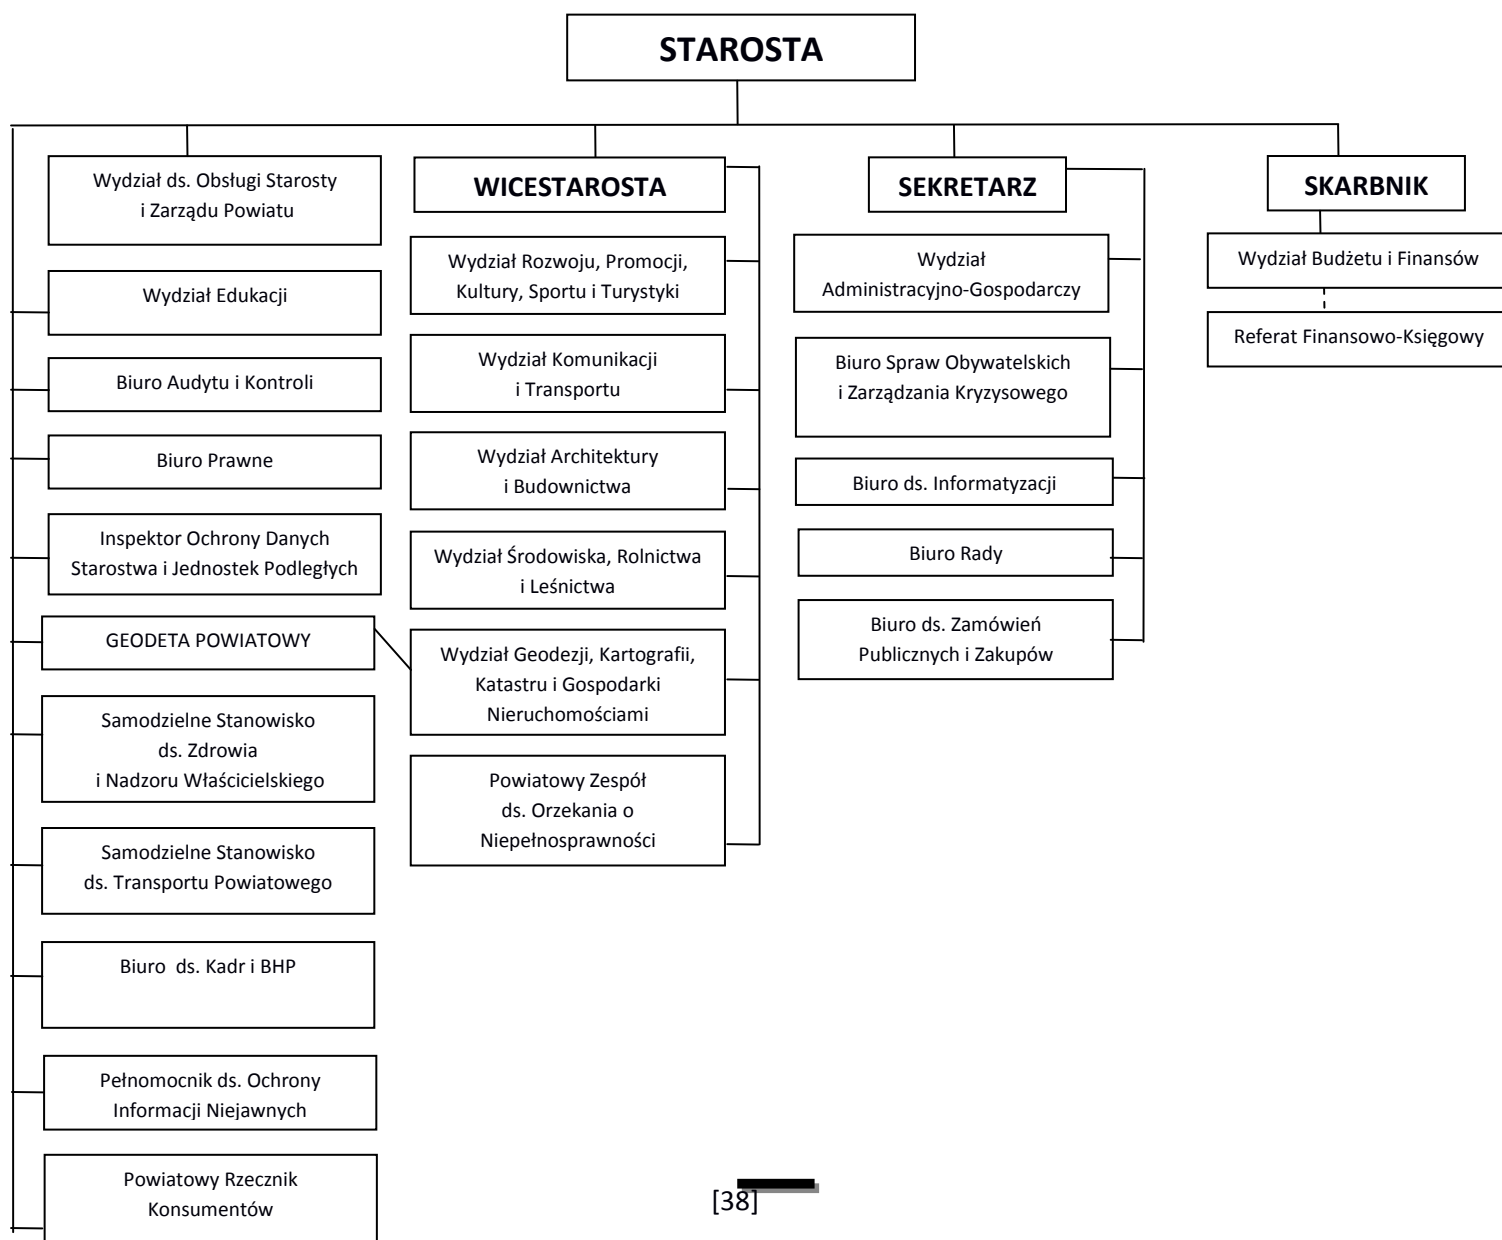 STAROSTA
Wydział ds. Obsługi Starosty
i Zarządu Powiatu
Wydział Edukacji
Biuro Audytu i Kontroli
Biuro Prawne
Inspektor Ochrony Danych
Starostwa i Jednostek Podległych
GEODETA POWIATOWY
Samodzielne Stanowisko
ds. Zdrowia
i Nadzoru Właścicielskiego
Samodzielne Stanowisko
ds. Transportu Powiatowego
Biuro ds. Kadr i BHP
Pełnomocnik ds. Ochrony
Informacji Niejawnych
Powiatowy Rzecznik
Konsumentów
WICESTAROSTA
Wydział Rozwoju, Promocji,
Kultury, Sportu i Turystyki
Wydział Komunikacji
i Transportu
Wydział Architektury
i Budownictwa
Wydział Środowiska, Rolnictwa
i Leśnictwa
Wydział Geodezji, Kartografii,
Katastru i Gospodarki
Nieruchomościami
Powiatowy Zespół
ds. Orzekania o
Niepełnosprawności
SEKRETARZ
Wydział
Administracyjno-Gospodarczy
Biuro Spraw Obywatelskich
i Zarządzania Kryzysowego
Biuro ds. Informatyzacji
Biuro Rady
Biuro ds. Zamówień
Publicznych i Zakupów
SKARBNIK
Wydział Budżetu i Finansów
Referat Finansowo-Księgowy
[38]